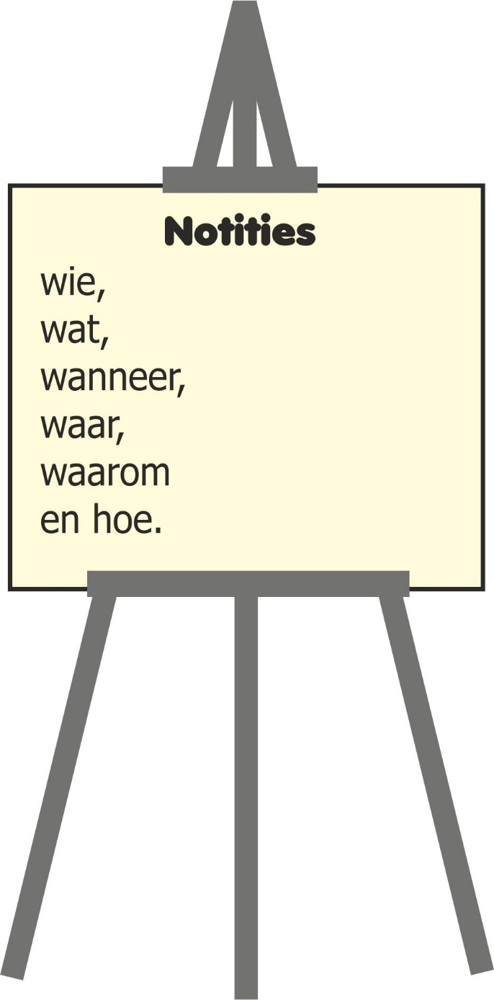 Notities
wie,
wat,
wanneer,
waar,
waarom
en hoe.